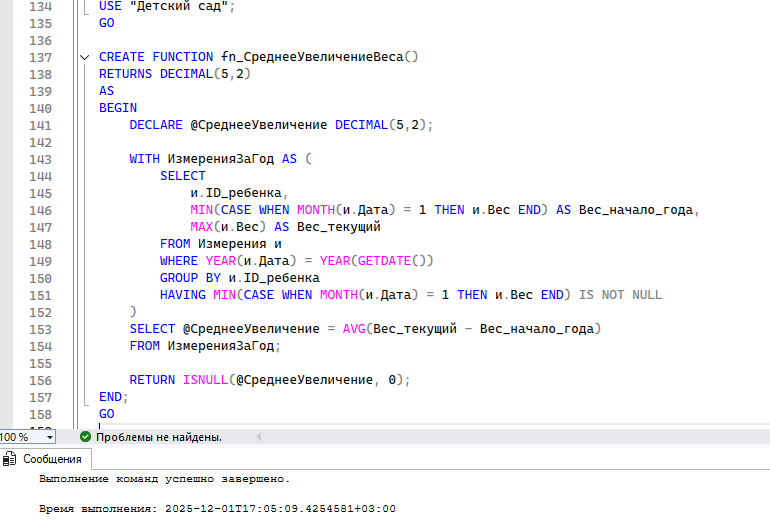 134 USE "Детский сад";
135 GO
136
137 CREATE FUNCTION fn_СреднееУвеличениеВеса()
138 RETURNS DECIMAL(5,2)
139 AS
140 BEGIN
141 DECLARE @СреднееУвеличение DECIMAL(5,2);
142
143 WITH ИзмеренияЗаГод AS (
144 SELECT
145 и.ID_ребенка,
146 MIN(CASE WHEN MONTH(и.Дата) = 1 THEN и.Вес END) AS Вес_начало_года,
147 MAX(и.Вес) AS Вес_текущий
148 FROM Измерения и
149 WHERE YEAR(и.Дата) = YEAR(GETDATE())
150 GROUP BY и.ID_ребенка
151 HAVING MIN(CASE WHEN MONTH(и.Дата) = 1 THEN и.Вес END) IS NOT NULL
152 )
153 SELECT @СреднееУвеличение = AVG(Вес_текущий - Вес_начало_года)
154 FROM ИзмеренияЗаГод;
155
156 RETURN ISNULL(@СреднееУвеличение, 0);
157 END;
158 GO
100 % Проблемы не найдены.
Сообщения
Выполнение команд успешно завершено.
Время выполнения: 2025-12-01T17:05:09.4254581+03:00